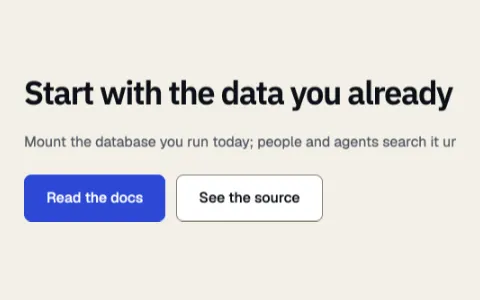 Start with the data you already
Mount the database you run today; people and agents search it ur
Read the docs
See the source